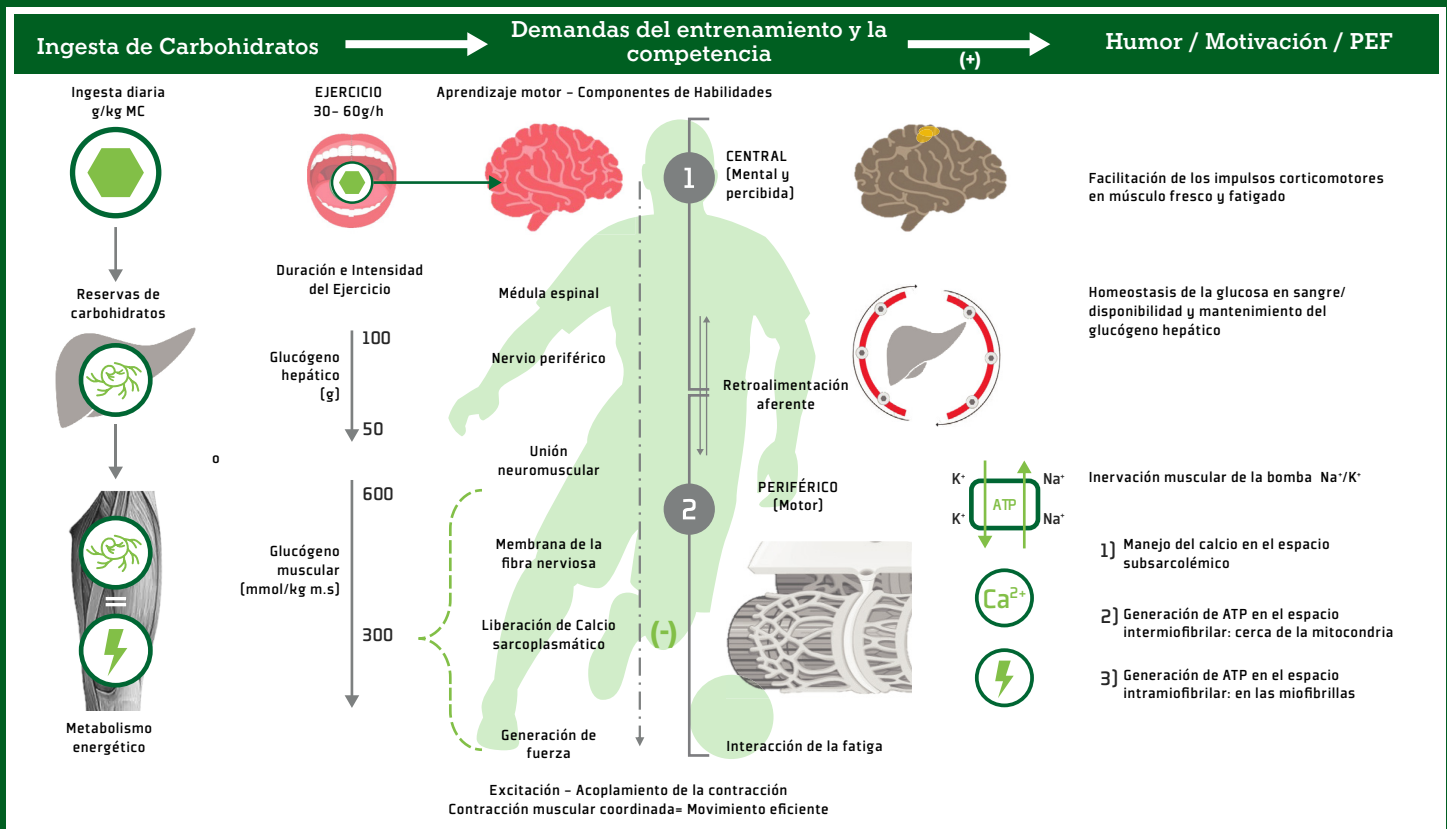 Ingesta de Carbohidratos
Demandas del entrenamiento y la
competencia
(+)
Humor / Motivación / PEF
Ingesta diaria
g/kg MC
EJERCICIO
30– 60g/h
Aprendizaje motor – Componentes de Habilidades
1
CENTRAL
(Mental y
percibida)
Facilitación de los impulsos corticomotores
en músculo fresco y fatigado
Reservas de
carbohidratos
Duración e Intensidad
del Ejercicio
Médula espinal
Homeostasis de la glucosa en sangre/
disponibilidad y mantenimiento del
glucógeno hepático
Glucógeno
hepático
(g)
100
50
Nervio periférico
Retroalimentación
aferente
o
Unión
neuromuscular
2
PERIFÉRICO
(Motor)
K⁺
Na⁺
ATP
K⁺
Na⁺
Inervación muscular de la bomba Na⁺/K⁺
600
Glucógeno
muscular
(mmol/kg m.s)
300
Membrana de la
fibra nerviosa
1) Manejo del calcio en el espacio
subsarcolémico
Ca²⁺
Liberación de Calcio
sarcoplasmático
(-)
2) Generación de ATP en el espacio
intermiofibrilar: cerca de la mitocondria
3) Generación de ATP en el espacio
intramiofibrilar: en las miofibrillas
=
Metabolismo
energético
Generación de
fuerza
Interacción de la fatiga
Excitación – Acoplamiento de la contracción
Contracción muscular coordinada= Movimiento eficiente